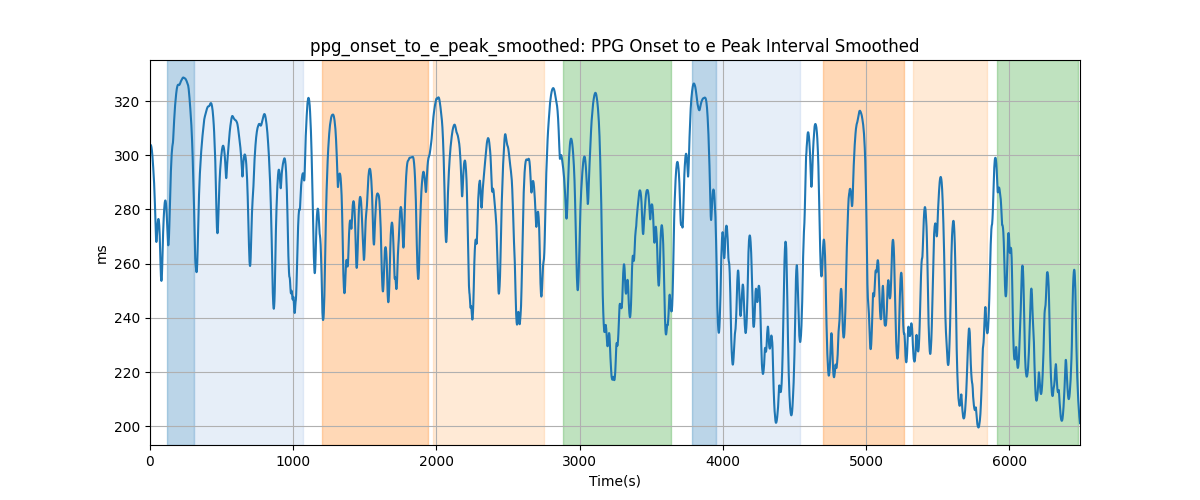 ppg_onset_to_e_peak_smoothed: PPG Onset to e Peak Interval Smoothed
320
300
280
260
240
220
200
ms
0 1000 2000 3000 4000 5000 6000
Time(s)